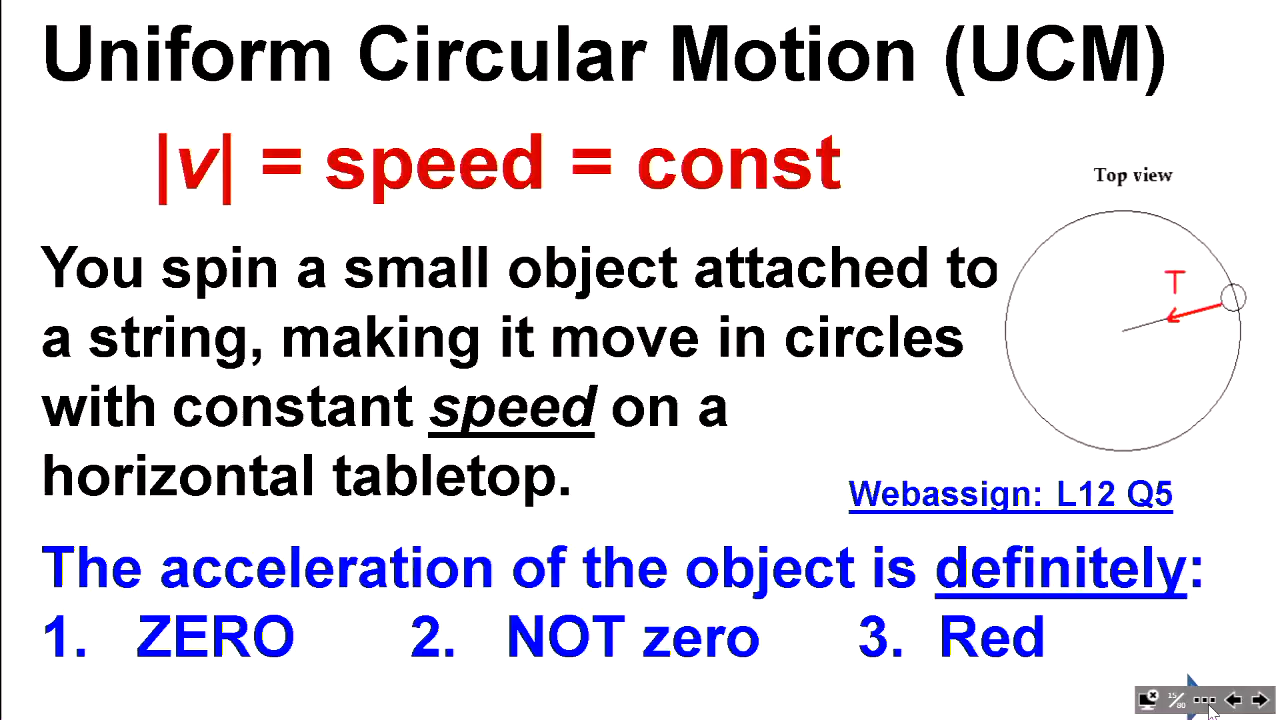 Uniform Circular Motion (UCM)
|v| = speed = const
Top view
T
You spin a small object attached to
a string, making it move in circles
with constant speed on a
horizontal tabletop.
Webassign: L12 Q5
The acceleration of the object is definitely:
1. ZERO 2. NOT zero 3. Red
15/80